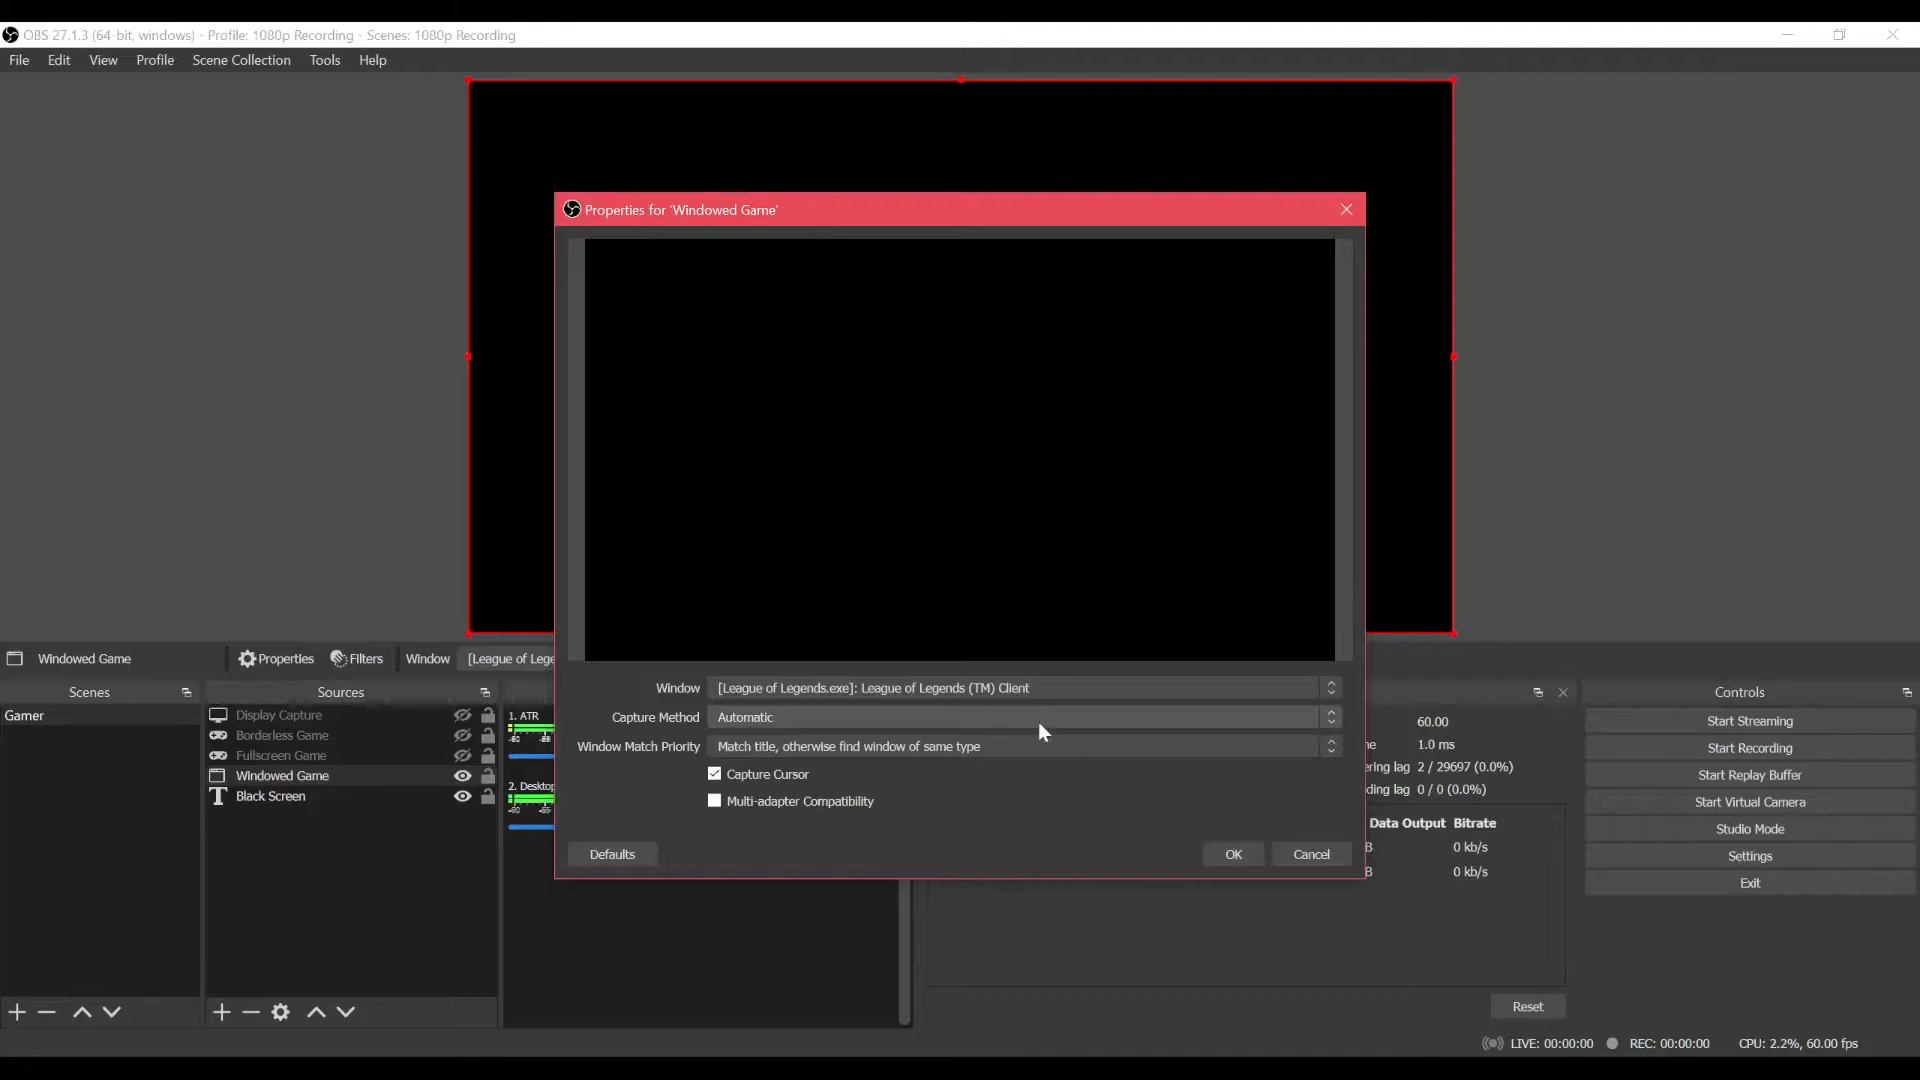 OBS 27.1.3 (64-bit, windows) - Profile: 1080p Recording - Scenes: 1080p Recording
File Edit View Profile Scene Collection Tools Help
Properties for 'Windowed Game'
Window [League of Legends.exe]: League of Legends (TM) Client
Capture Method Automatic
Window Match Priority Match title, otherwise find window of same type
Capture Cursor
Multi-adapter Compatibility
Defaults OK Cancel
Windowed Game Properties Filters Window [League of Lege
Scenes
Gamer
Sources
Display Capture
Borderless Game
Fullscreen Game
Windowed Game
Black Screen
1. ATR
2. Desktop
60.00
1.0 ms
ering lag 2 / 29697 (0.0%)
ding lag 0 / 0 (0.0%)
Data Output Bitrate
B 0 kb/s
B 0 kb/s
Reset
Controls
Start Streaming
Start Recording
Start Replay Buffer
Start Virtual Camera
Studio Mode
Settings
Exit
LIVE: 00:00:00 REC: 00:00:00 CPU: 2.2%, 60.00 fps